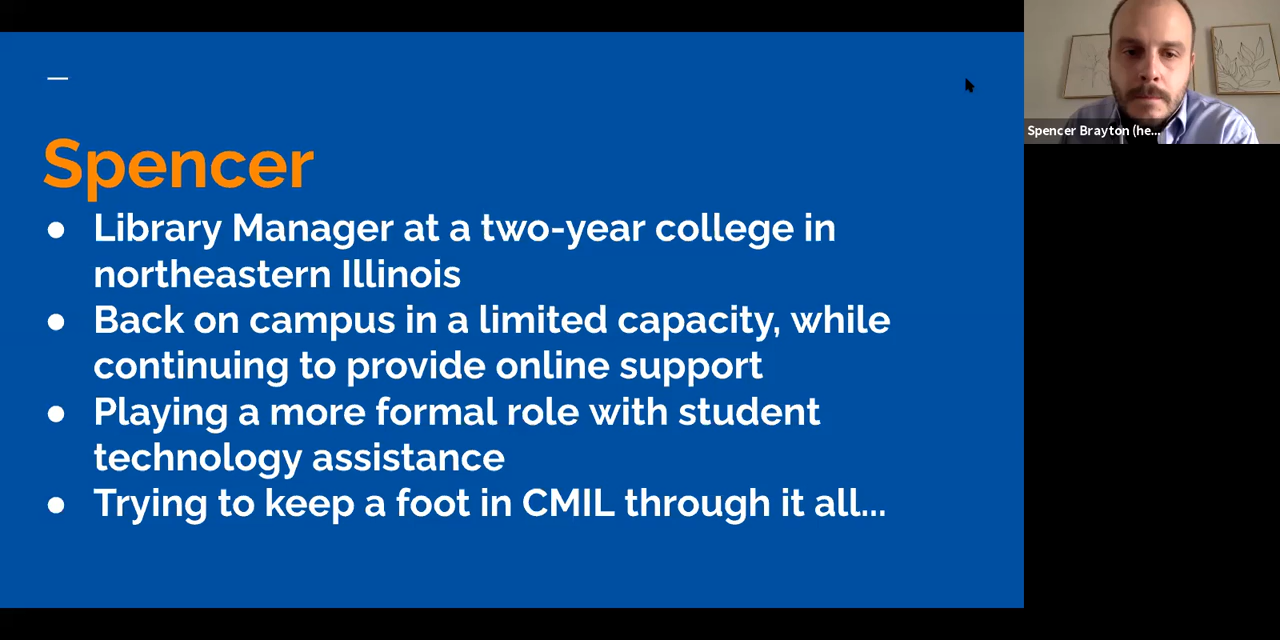 Spencer
● Library Manager at a two-year college in
northeastern Illinois
● Back on campus in a limited capacity, while
continuing to provide online support
● Playing a more formal role with student
technology assistance
● Trying to keep a foot in CMIL through it all...
Spencer Brayton (he...